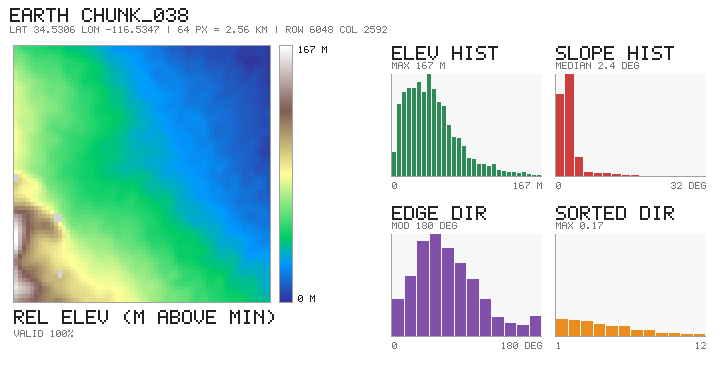 EARTH CHUNK_038
LAT 34.5306 LON -116.5347 | 64 PX = 2.56 KM | ROW 6048 COL 2592
167 M
0 M
REL ELEV (M ABOVE MIN)
VALID 100%
ELEV HIST
MAX 167 M
0 167 M
SLOPE HIST
MEDIAN 2.4 DEG
0 32 DEG
EDGE DIR
MOD 180 DEG
0 180 DEG
SORTED DIR
MAX 0.17
1 12